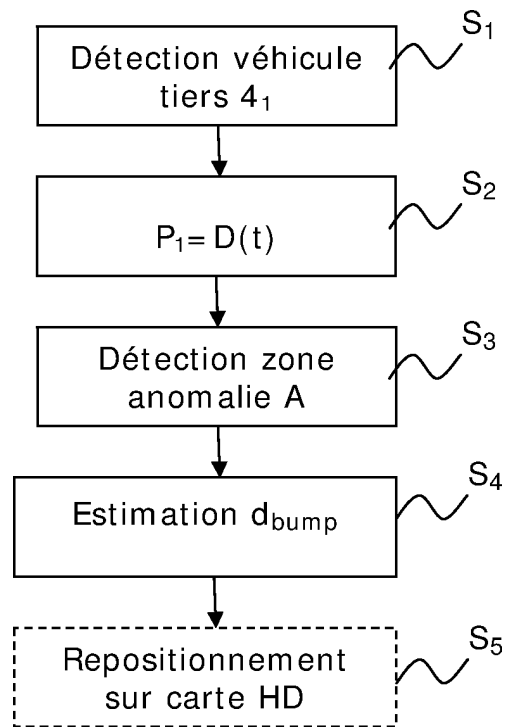 S₁
Détection véhicule
tiers 4₁
S₂
P₁= D(t)
S₃
Détection zone
anomalie A
S₄
Estimation d_bump
S₅
Repositionnement
sur carte HD